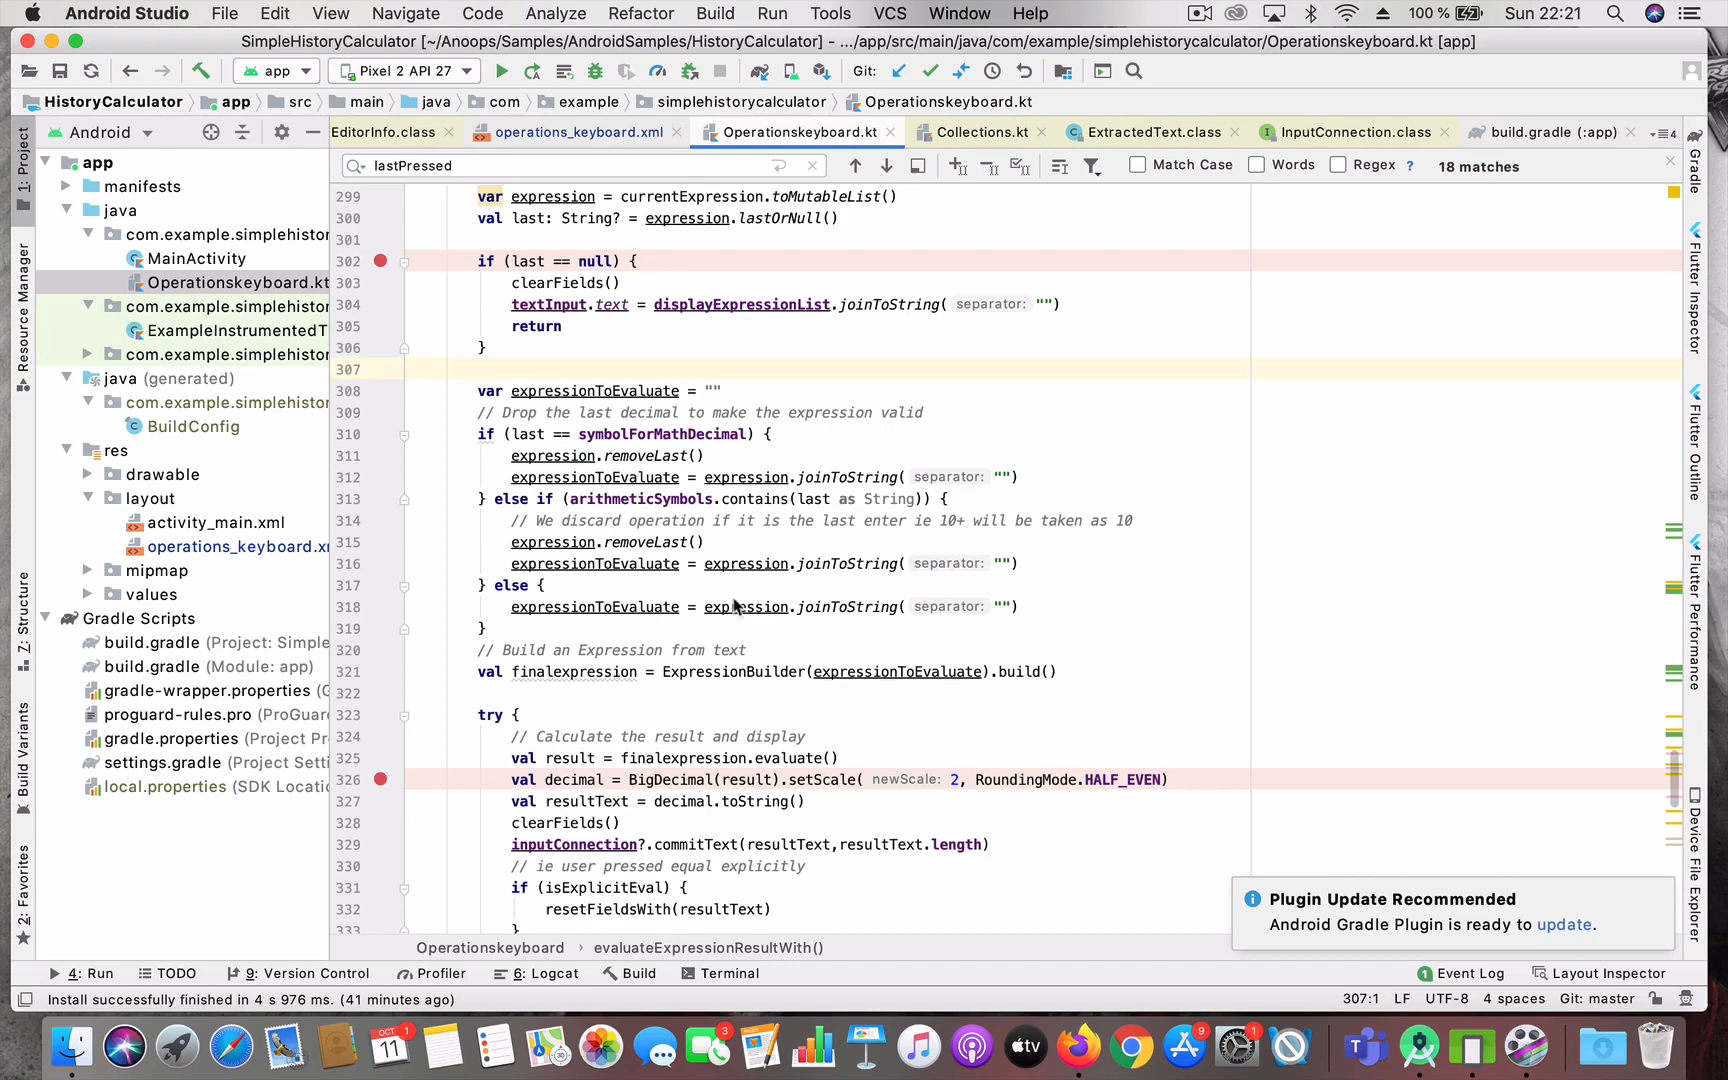 Android Studio File Edit View Navigate Code Analyze Refactor Build Run Tools VCS Window Help 100 % Sun 22:21
SimpleHistoryCalculator [~/Anoops/Samples/AndroidSamples/HistoryCalculator] - .../app/src/main/java/com/example/simplehistorycalculator/Operationskeyboard.kt [app]
app Pixel 2 API 27 Git:
HistoryCalculator app src main java com example simplehistorycalculator Operationskeyboard.kt
Android EditorInfo.class operations_keyboard.xml Operationskeyboard.kt Collections.kt ExtractedText.class InputConnection.class build.gradle (:app) 4
lastPressed Match Case Words Regex ? 18 matches
app
manifests
java
com.example.simplehistor
MainActivity
Operationskeyboard.kt
com.example.simplehistor
ExampleInstrumentedT
com.example.simplehistor
java (generated)
com.example.simplehistor
BuildConfig
res
drawable
layout
activity_main.xml
operations_keyboard.x
mipmap
values
Gradle Scripts
build.gradle (Project: Simple
build.gradle (Module: app)
gradle-wrapper.properties (G
proguard-rules.pro (ProGuar
gradle.properties (Project Pr
settings.gradle (Project Setti
local.properties (SDK Locatio
1: Project
Resource Manager
Z: Structure
Build Variants
2: Favorites
299 var expression = currentExpression.toMutableList()
300 val last: String? = expression.lastOrNull()
301
302 if (last == null) {
303 clearFields()
304 textInput.text = displayExpressionList.joinToString( separator: "")
305 return
306 }
307
308 var expressionToEvaluate = ""
309 // Drop the last decimal to make the expression valid
310 if (last == symbolForMathDecimal) {
311 expression.removeLast()
312 expressionToEvaluate = expression.joinToString( separator: "")
313 } else if (arithmeticSymbols.contains(last as String)) {
314 // We discard operation if it is the last enter ie 10+ will be taken as 10
315 expression.removeLast()
316 expressionToEvaluate = expression.joinToString( separator: "")
317 } else {
318 expressionToEvaluate = expression.joinToString( separator: "")
319 }
320 // Build an Expression from text
321 val finalexpression = ExpressionBuilder(expressionToEvaluate).build()
322
323 try {
324 // Calculate the result and display
325 val result = finalexpression.evaluate()
326 val decimal = BigDecimal(result).setScale( newScale: 2, RoundingMode.HALF_EVEN)
327 val resultText = decimal.toString()
328 clearFields()
329 inputConnection?.commitText(resultText,resultText.length)
330 // ie user pressed equal explicitly
331 if (isExplicitEval) {
332 resetFieldsWith(resultText)
333 }
Gradle
Flutter Inspector
Flutter Outline
Flutter Performance
Device File Explorer
Plugin Update Recommended
Android Gradle Plugin is ready to update.
Operationskeyboard › evaluateExpressionResultWith()
4: Run TODO 9: Version Control Profiler 6: Logcat Build Terminal 1 Event Log Layout Inspector
Install successfully finished in 4 s 976 ms. (41 minutes ago) 307:1 LF UTF-8 4 spaces Git: master
OCT 11 1 3 tv 9 1